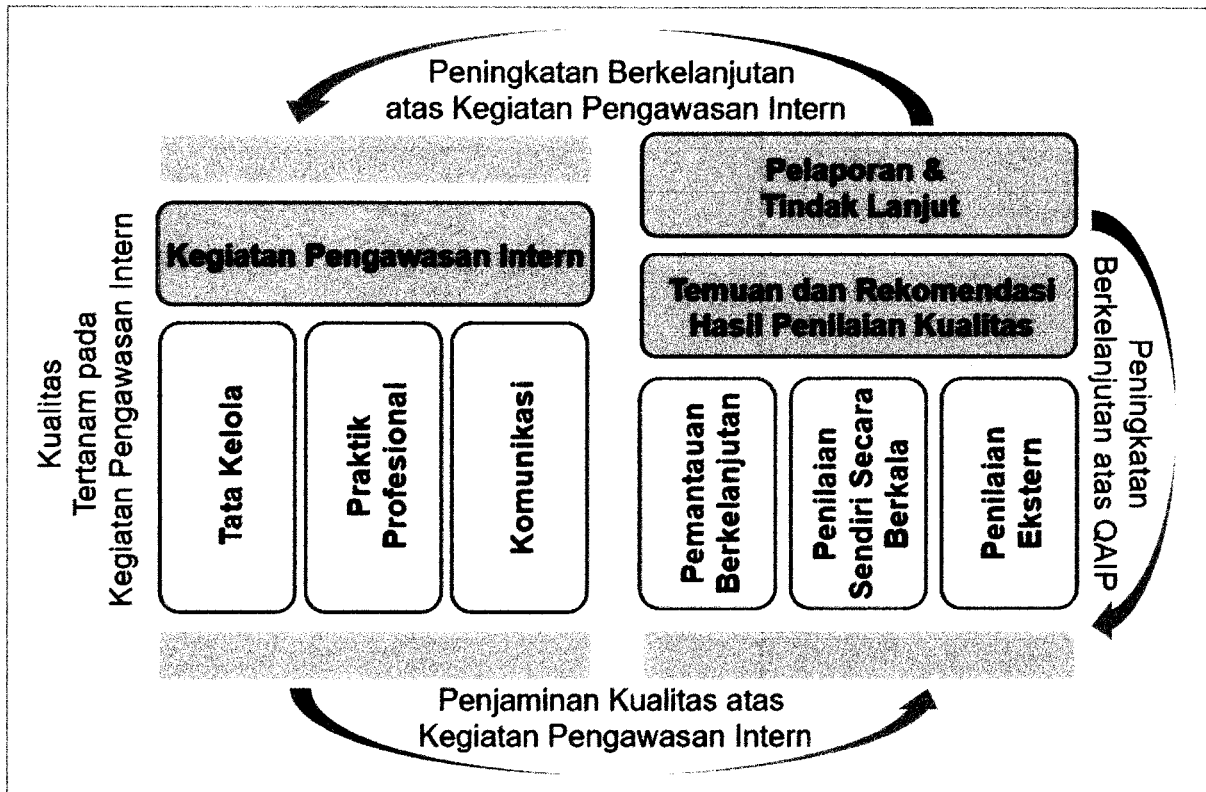 Peningkatan Berkelanjutan
atas Kegiatan Pengawasan Intern
Kualitas
Tertanam pada
Kegiatan Pengawasan Intern
Kegiatan Pengawasan Intern
Tata Kelola
Praktik
Profesional
Komunikasi
Pelaporan &
Tindak Lanjut
Temuan dan Rekomendasi
Hasil Penilaian Kualitas
Pemantauan
Berkelanjutan
Penilaian
Sendiri Secara
Berkala
Penilaian
Ekstern
Peningkatan
Berkelanjutan atas QAIP
Penjaminan Kualitas atas
Kegiatan Pengawasan Intern